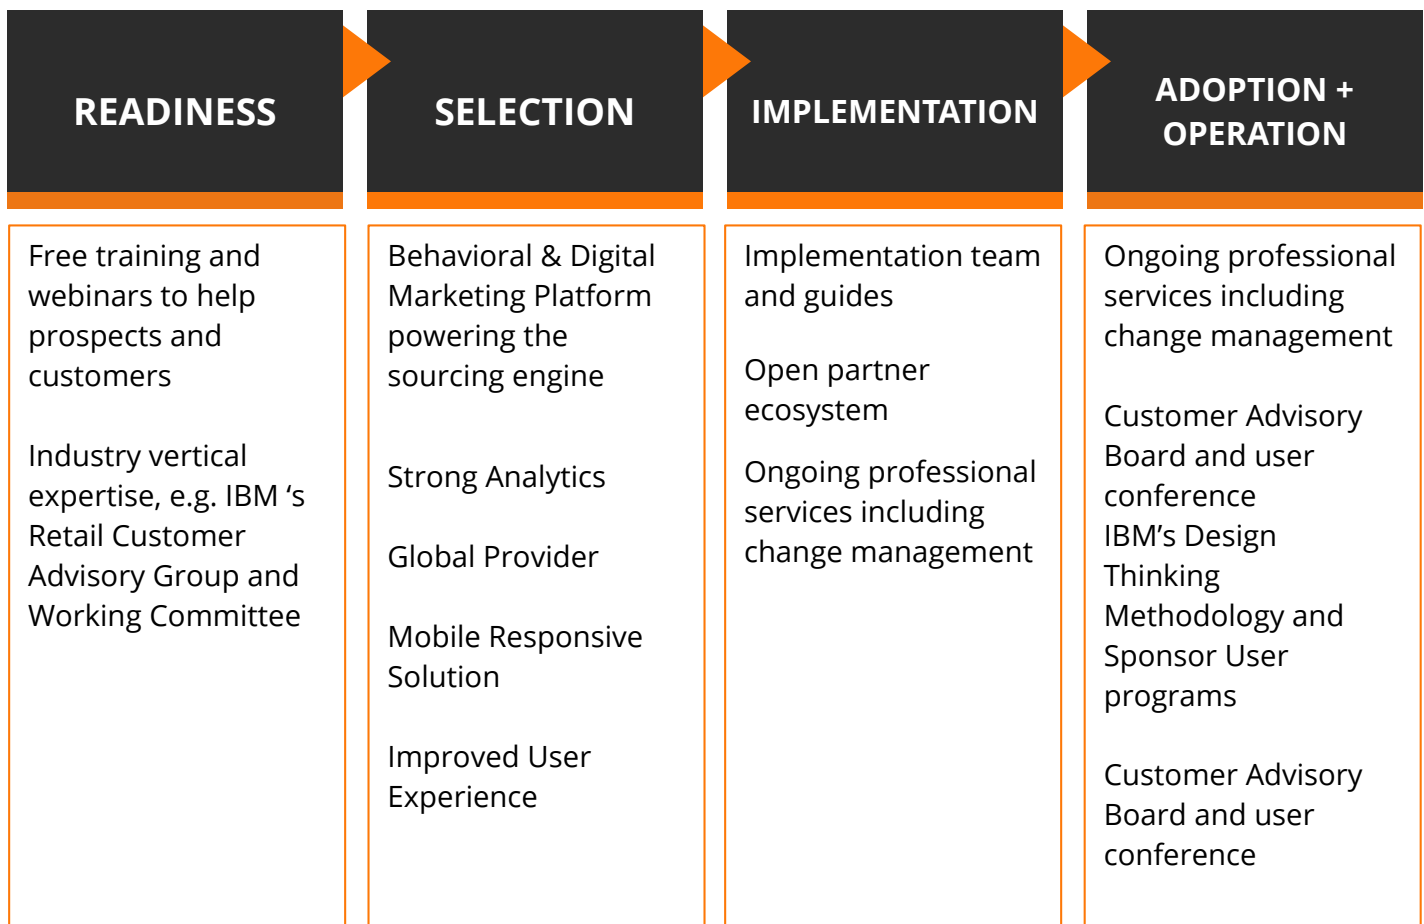 READINESS
Free training and
webinars to help
prospects and
customers
Industry vertical
expertise, e.g. IBM ‘s
Retail Customer
Advisory Group and
Working Committee
SELECTION
Behavioral & Digital
Marketing Platform
powering the
sourcing engine
Strong Analytics
Global Provider
Mobile Responsive
Solution
Improved User
Experience
IMPLEMENTATION
Implementation team
and guides
Open partner
ecosystem
Ongoing professional
services including
change management
ADOPTION +
OPERATION
Ongoing professional
services including
change management
Customer Advisory
Board and user
conference
IBM’s Design
Thinking
Methodology and
Sponsor User
programs
Customer Advisory
Board and user
conference